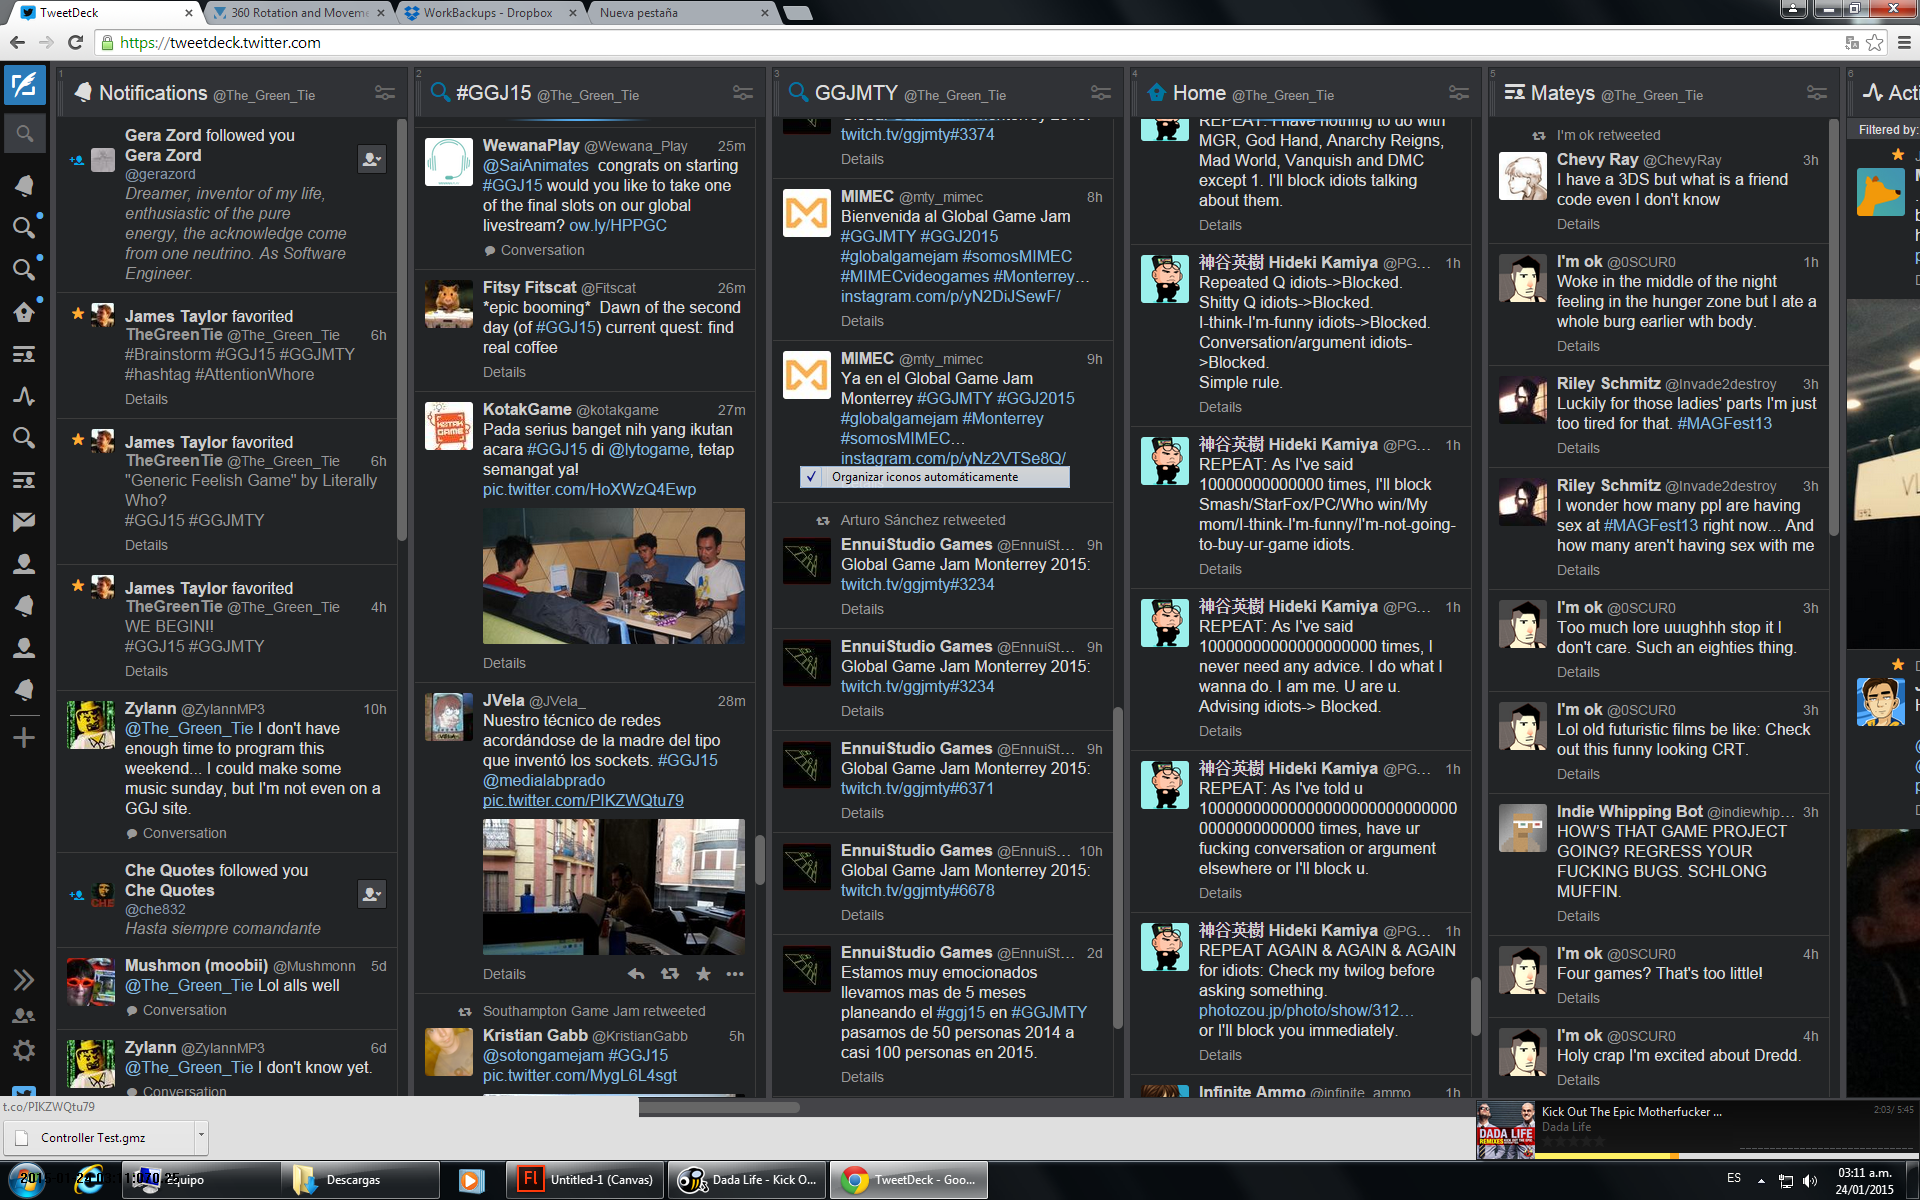 TweetDeck
360 Rotation and Moveme
WorkBackups - Dropbox
Nueva pestaña
https://tweetdeck.twitter.com
1
Notifications @The_Green_Tie
Gera Zord followed you
Gera Zord
@gerazord
Dreamer, inventor of my life,
enthusiastic of the pure
energy, the acknowledge come
from one neutrino. As Software
Engineer.
James Taylor favorited
TheGreenTie @The_Green_Tie 6h
#Brainstorm #GGJ15 #GGJMTY
#hashtag #AttentionWhore
Details
James Taylor favorited
TheGreenTie @The_Green_Tie 6h
"Generic Feelish Game" by Literally
Who?
#GGJ15 #GGJMTY
Details
James Taylor favorited
TheGreenTie @The_Green_Tie 4h
WE BEGIN!!
#GGJ15 #GGJMTY
Details
Zylann @ZylannMP3 10h
@The_Green_Tie I don't have
enough time to program this
weekend... I could make some
music sunday, but I'm not even on a
GGJ site.
Conversation
Che Quotes followed you
Che Quotes
@che832
Hasta siempre comandante
Mushmon (moobii) @Mushmonn 5d
@The_Green_Tie Lol alls well
Conversation
Zylann @ZylannMP3 6d
@The_Green_Tie I don't know yet.
Conversation
2
#GGJ15 @The_Green_Tie
WewanaPlay @Wewana_Play 25m
@SaiAnimates congrats on starting
#GGJ15 would you like to take one
of the final slots on our global
livestream? ow.ly/HPPGC
Conversation
Fitsy Fitscat @Fitscat 26m
*epic booming* Dawn of the second
day (of #GGJ15) current quest: find
real coffee
Details
KotakGame @kotakgame 27m
Pada serius banget nih yang ikutan
acara #GGJ15 di @lytogame, tetap
semangat ya!
pic.twitter.com/HoXWzQ4Ewp
Details
JVela @JVela_ 28m
Nuestro técnico de redes
acordándose de la madre del tipo
que inventó los sockets. #GGJ15
@medialabprado
pic.twitter.com/PIKZWQtu79
Details
Southampton Game Jam retweeted
Kristian Gabb @KristianGabb 5h
@sotongamejam #GGJ15
pic.twitter.com/MygL6L4sgt
3
GGJMTY @The_Green_Tie
Global Game Jam Monterrey 2015:
twitch.tv/ggjmty#3374
Details
MIMEC @mty_mimec 8h
Bienvenida al Global Game Jam
#GGJMTY #GGJ2015
#globalgamejam #somosMIMEC
#MIMECvideogames #Monterrey…
instagram.com/p/yN2DiJSewF/
Details
MIMEC @mty_mimec 9h
Ya en el Global Game Jam
Monterrey #GGJMTY #GGJ2015
#globalgamejam #Monterrey
#somosMIMEC…
instagram.com/p/yNz2VTSe8Q/
✓ Organizar iconos automáticamente
Arturo Sánchez retweeted
EnnuiStudio Games @EnnuiSt… 9h
Global Game Jam Monterrey 2015:
twitch.tv/ggjmty#3234
Details
EnnuiStudio Games @EnnuiSt… 9h
Global Game Jam Monterrey 2015:
twitch.tv/ggjmty#3234
Details
EnnuiStudio Games @EnnuiSt… 9h
Global Game Jam Monterrey 2015:
twitch.tv/ggjmty#6371
Details
EnnuiStudio Games @EnnuiS… 10h
Global Game Jam Monterrey 2015:
twitch.tv/ggjmty#6678
Details
EnnuiStudio Games @EnnuiSt… 2d
Estamos muy emocionados
llevamos mas de 5 meses
planeando el #ggj15 en #GGJMTY
pasamos de 50 personas 2014 a
casi 100 personas en 2015.
Details
4
Home @The_Green_Tie
REPEAT: I have nothing to do with
MGR, God Hand, Anarchy Reigns,
Mad World, Vanquish and DMC
except 1. I'll block idiots talking
about them.
Details
神谷英樹 Hideki Kamiya @PG… 1h
Repeated Q idiots->Blocked.
Shitty Q idiots->Blocked.
I-think-I'm-funny idiots->Blocked.
Conversation/argument idiots-
>Blocked.
Simple rule.
Details
神谷英樹 Hideki Kamiya @PG… 1h
REPEAT: As I've said
10000000000000 times, I'll block
Smash/StarFox/PC/Who win/My
mom/I-think-I'm-funny/I'm-not-going-
to-buy-ur-game idiots.
Details
神谷英樹 Hideki Kamiya @PG… 1h
REPEAT: As I've said
10000000000000000000 times, I
never need any advice. I do what I
wanna do. I am me. U are u.
Advising idiots-> Blocked.
Details
神谷英樹 Hideki Kamiya @PG… 1h
REPEAT: As I've told u
1000000000000000000000000000
0000000000000 times, have ur
fucking conversation or argument
elsewhere or I'll block u.
Details
神谷英樹 Hideki Kamiya @PG… 1h
REPEAT AGAIN & AGAIN & AGAIN
for idiots: Check my twilog before
asking something.
photozou.jp/photo/show/312…
or I'll block you immediately.
Details
Infinite Ammo @infinite_ammo 1h
5
Mateys @The_Green_Tie
I'm ok retweeted
Chevy Ray @ChevyRay 3h
I have a 3DS but what is a friend
code even I don't know
Details
I'm ok @0SCUR0 1h
Woke in the middle of the night
feeling in the hunger zone but I ate a
whole burg earlier wth body.
Details
Riley Schmitz @Invade2destroy 3h
Luckily for those ladies' parts I'm just
too tired for that. #MAGFest13
Details
Riley Schmitz @Invade2destroy 3h
I wonder how many ppl are having
sex at #MAGFest13 right now... And
how many aren't having sex with me
Details
I'm ok @0SCUR0 3h
Too much lore uuughhh stop it I
don't care. Such an eighties thing.
Details
I'm ok @0SCUR0 3h
Lol old futuristic films be like: Check
out this funny looking CRT.
Details
Indie Whipping Bot @indiewhip… 3h
HOW'S THAT GAME PROJECT
GOING? REGRESS YOUR
FUCKING BUGS. SCHLONG
MUFFIN.
Details
I'm ok @0SCUR0 4h
Four games? That's too little!
Details
I'm ok @0SCUR0 4h
Holy crap I'm excited about Dredd.
Details
6
Acti
Filtered by:
t.co/PIKZWQtu79
Controller Test.gmz
DADA LIFE
Kick Out The Epic Motherfucker ...
Dada Life
2:03/ 5:45
Equipo
Descargas
Untitled-1 (Canvas)
Dada Life - Kick O...
TweetDeck - Goo...
ES
03:11 a.m.
24/01/2015